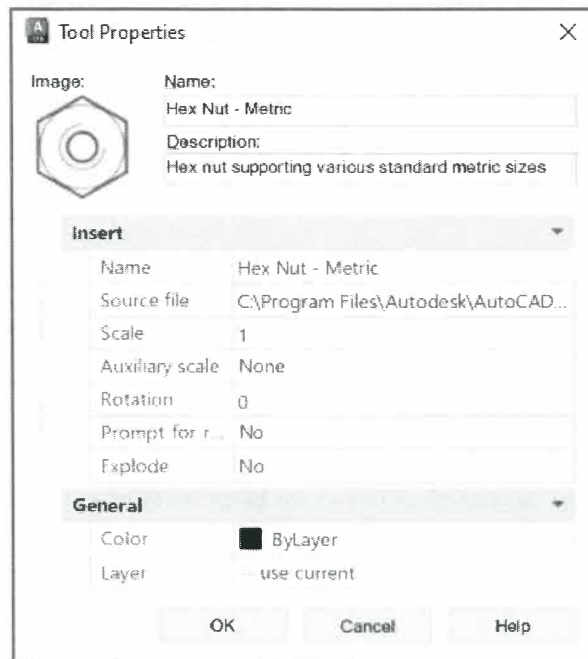 Tool Properties
Image:
Name:
Hex Nut - Metric
Description:
Hex nut supporting various standard metric sizes
Insert
Name Hex Nut - Metric
Source file C:\Program Files\Autodesk\AutoCAD...
Scale 1
Auxiliary scale None
Rotation 0
Prompt for r... No
Explode No
General
Color ByLayer
Layer -- use current
OK Cancel Help